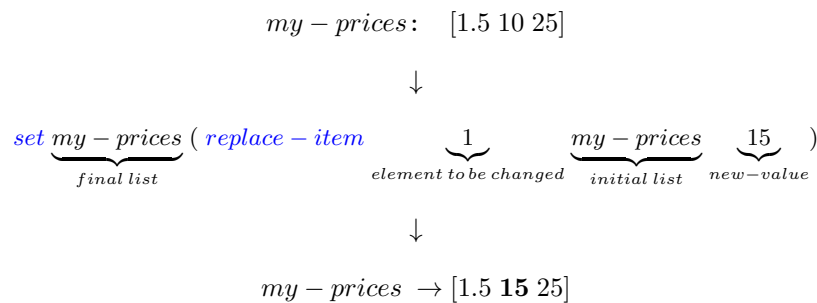 my − prices : [1.5 10 25]
↓
set my − prices ( replace − item 1 my − prices 15 )
final list element to be changed initial list new−value
↓
my − prices → [1.5 15 25]